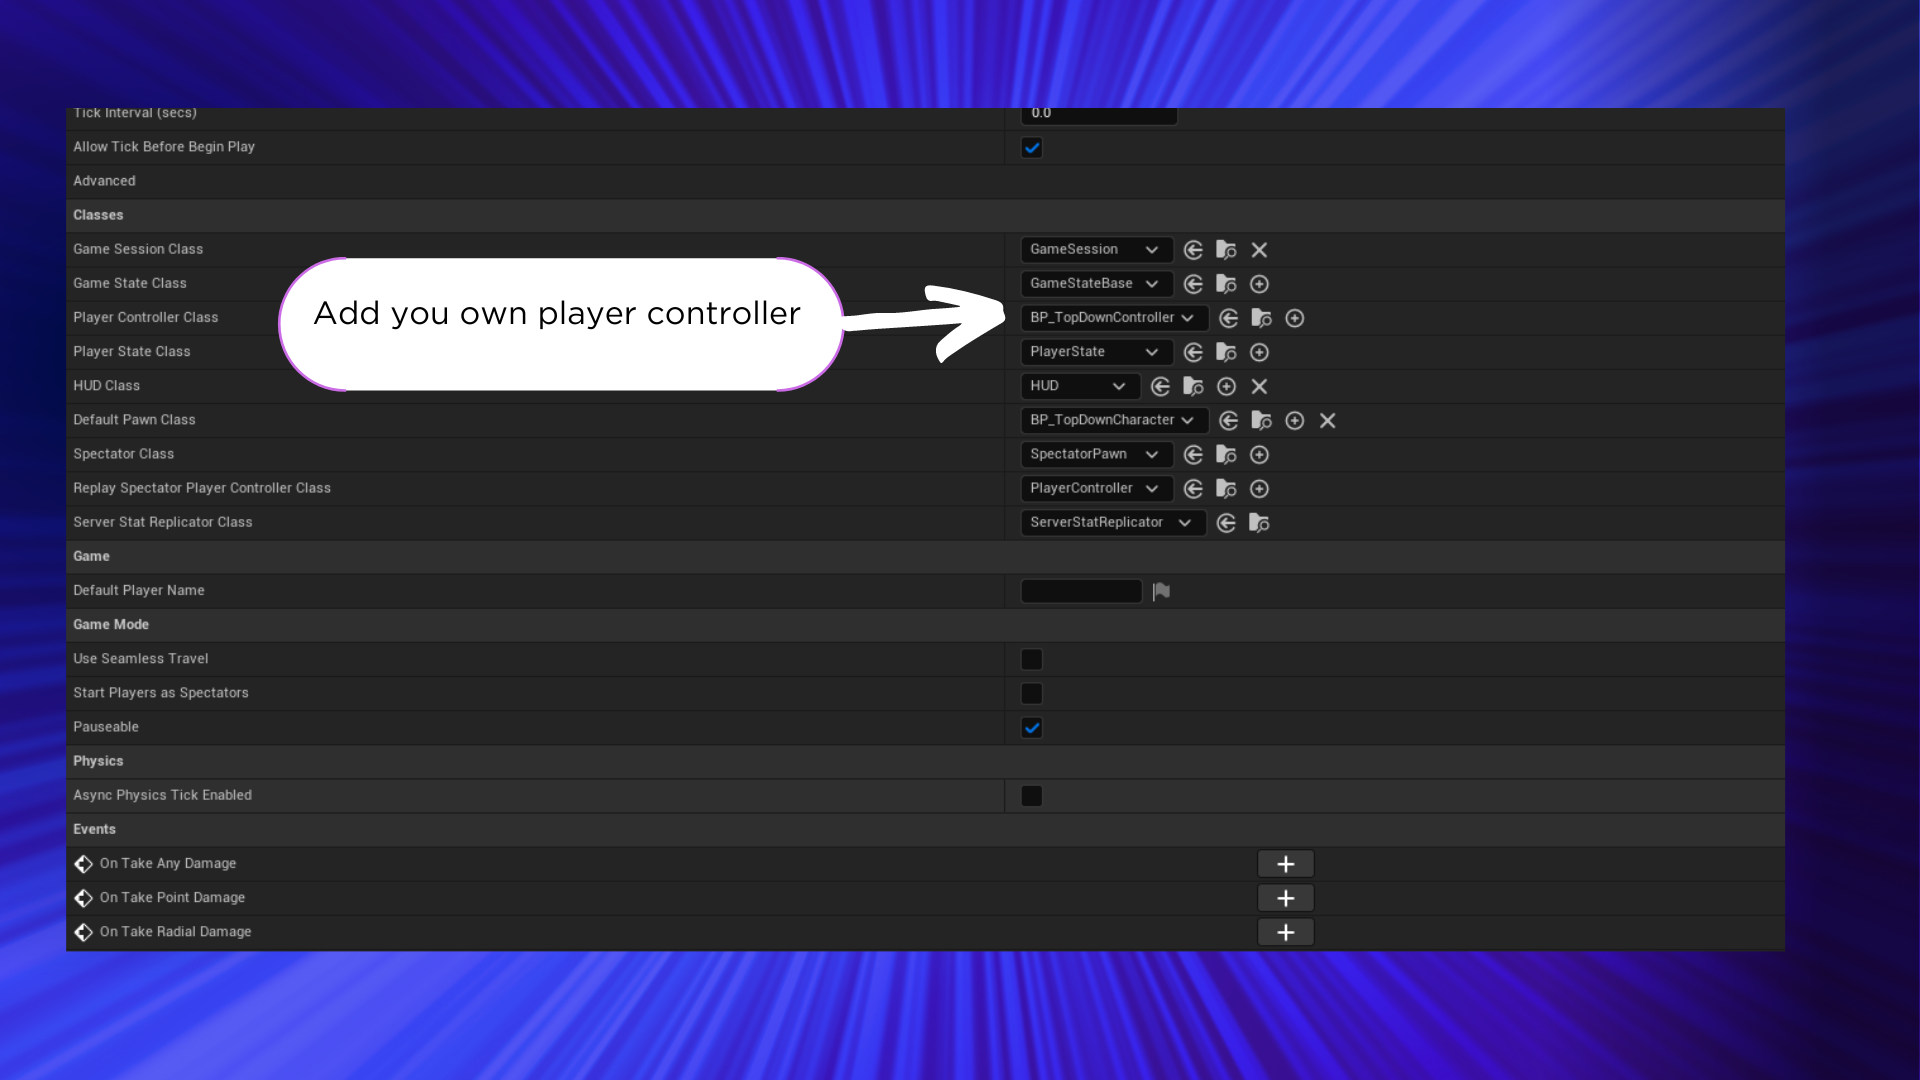 Tick Interval (secs) 0.0
Allow Tick Before Begin Play
Advanced
Classes
Game Session Class GameSession
Game State Class GameStateBase
Add you own player controller
Player Controller Class BP_TopDownController
Player State Class PlayerState
HUD Class HUD
Default Pawn Class BP_TopDownCharacter
Spectator Class SpectatorPawn
Replay Spectator Player Controller Class PlayerController
Server Stat Replicator Class ServerStatReplicator
Game
Default Player Name
Game Mode
Use Seamless Travel
Start Players as Spectators
Pauseable
Physics
Async Physics Tick Enabled
Events
On Take Any Damage
On Take Point Damage
On Take Radial Damage